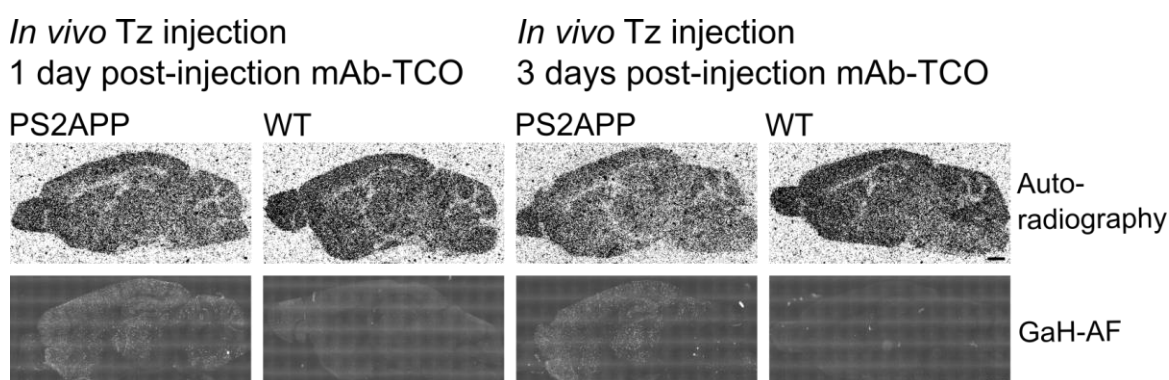 In vivo Tz injection
1 day post-injection mAb-TCO
In vivo Tz injection
3 days post-injection mAb-TCO
PS2APP
WT
PS2APP
WT
Auto-
radiography
GaH-AF